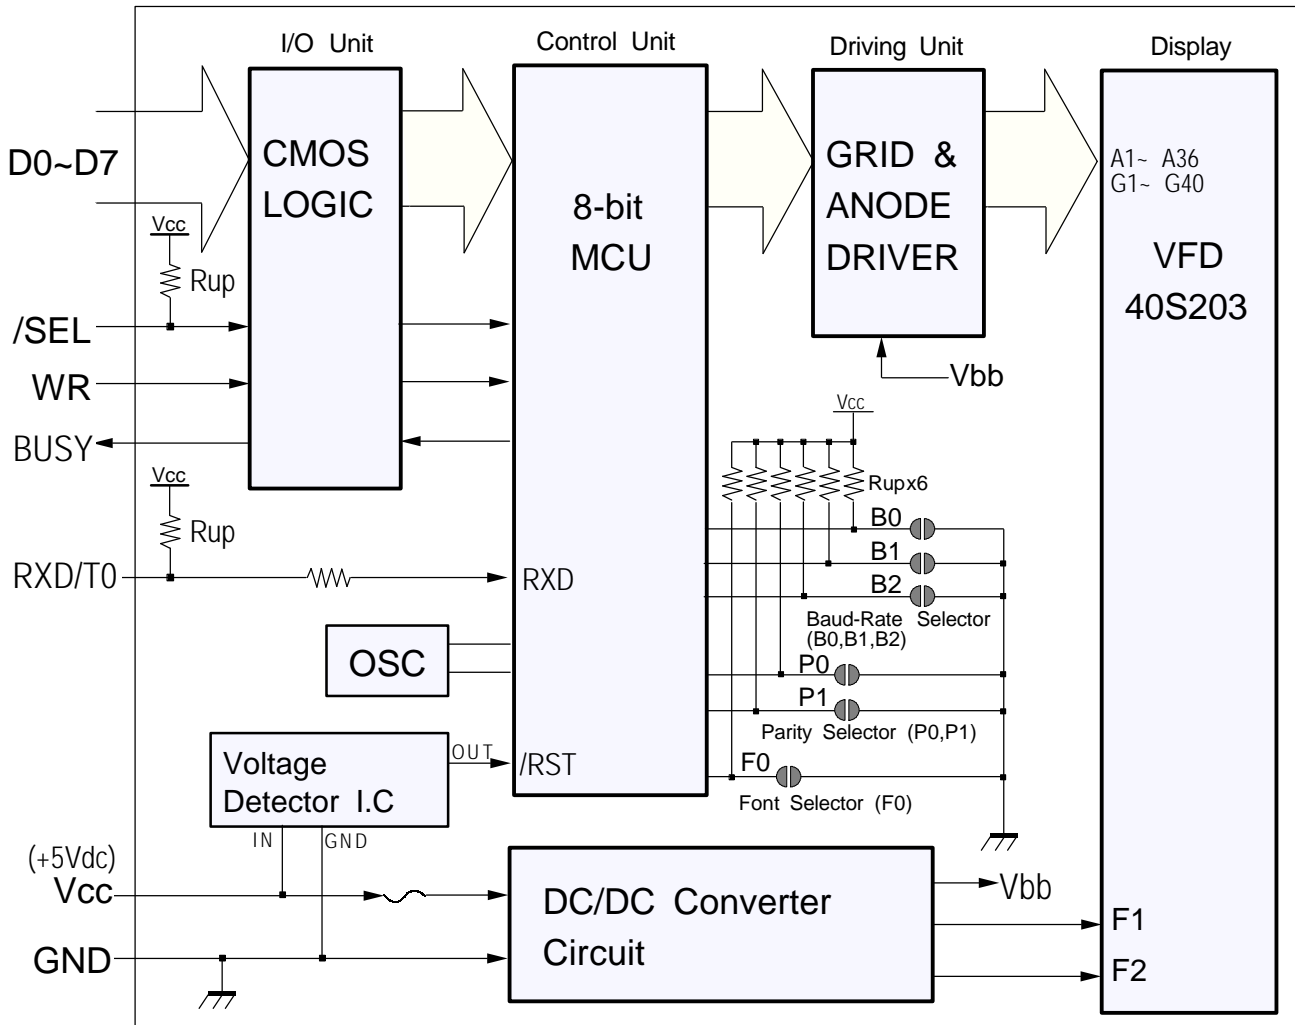 I/O Unit
Control Unit
Driving Unit
Display
D0~D7
CMOS
LOGIC
8-bit
MCU
GRID &
ANODE
DRIVER
A1~ A36
G1~ G40
VFD
40S203
Vcc
Rup
/SEL
WR
BUSY
Vbb
Vcc
Rupx6
Vcc
Rup
RXD/T0
RXD
B0
B1
B2
Baud-Rate Selector
(B0,B1,B2)
OSC
P0
P1
Parity Selector (P0,P1)
Voltage
Detector I.C
OUT
/RST
F0
Font Selector (F0)
IN
GND
(+5Vdc)
Vcc
GND
DC/DC Converter
Circuit
Vbb
F1
F2